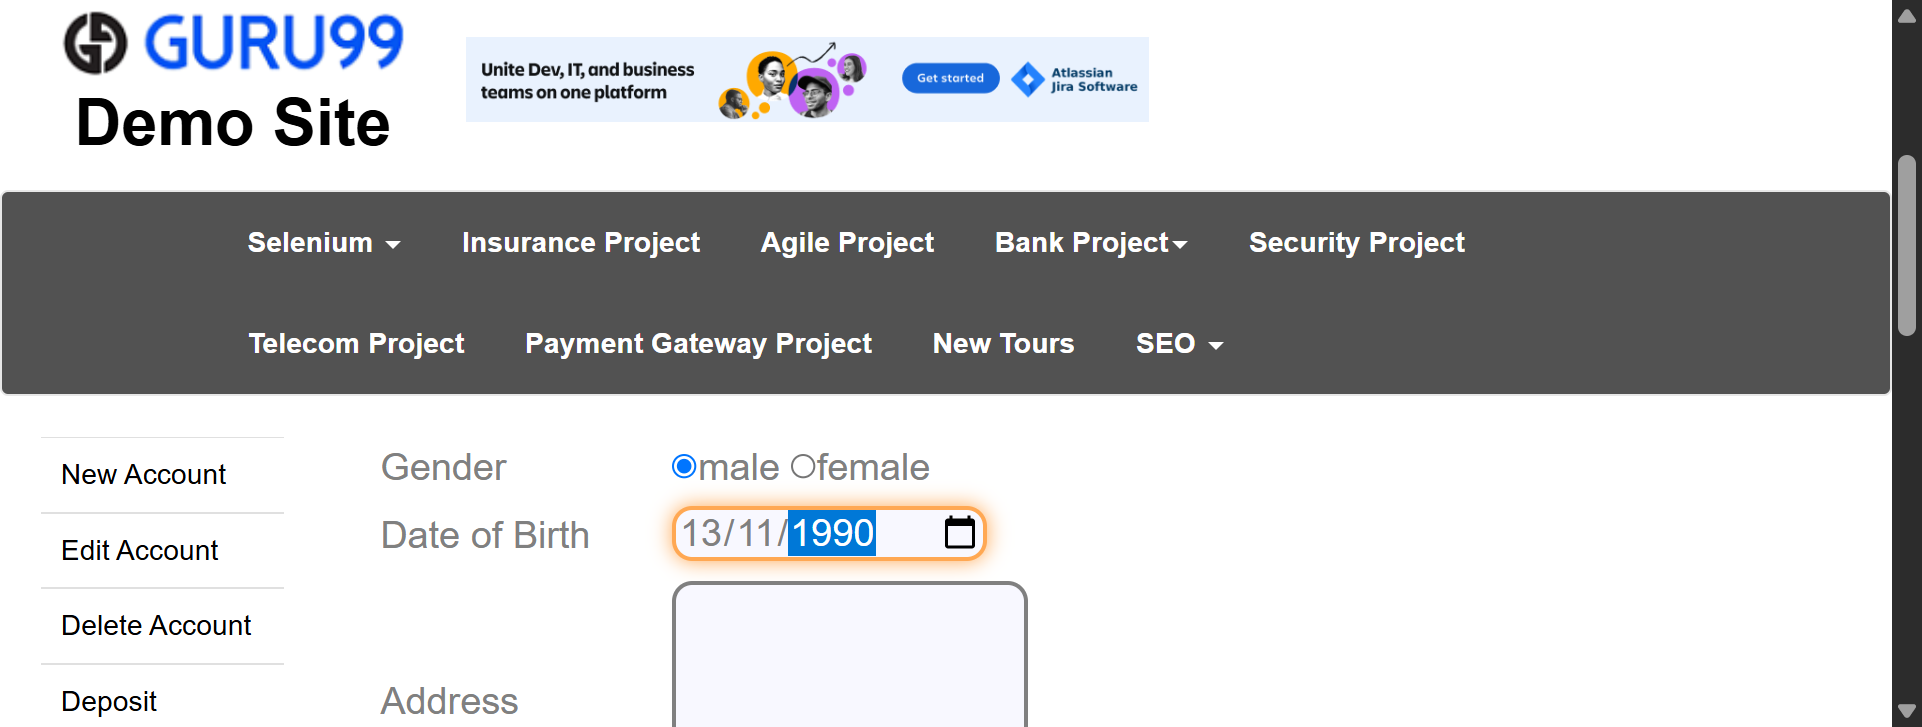 GURU99
Demo Site
Unite Dev, IT, and business
teams on one platform
Get started
Atlassian
Jira Software
Selenium
Insurance Project
Agile Project
Bank Project
Security Project
Telecom Project
Payment Gateway Project
New Tours
SEO
New Account
Edit Account
Delete Account
Deposit
Gender
male female
Date of Birth
13/11/1990
Address